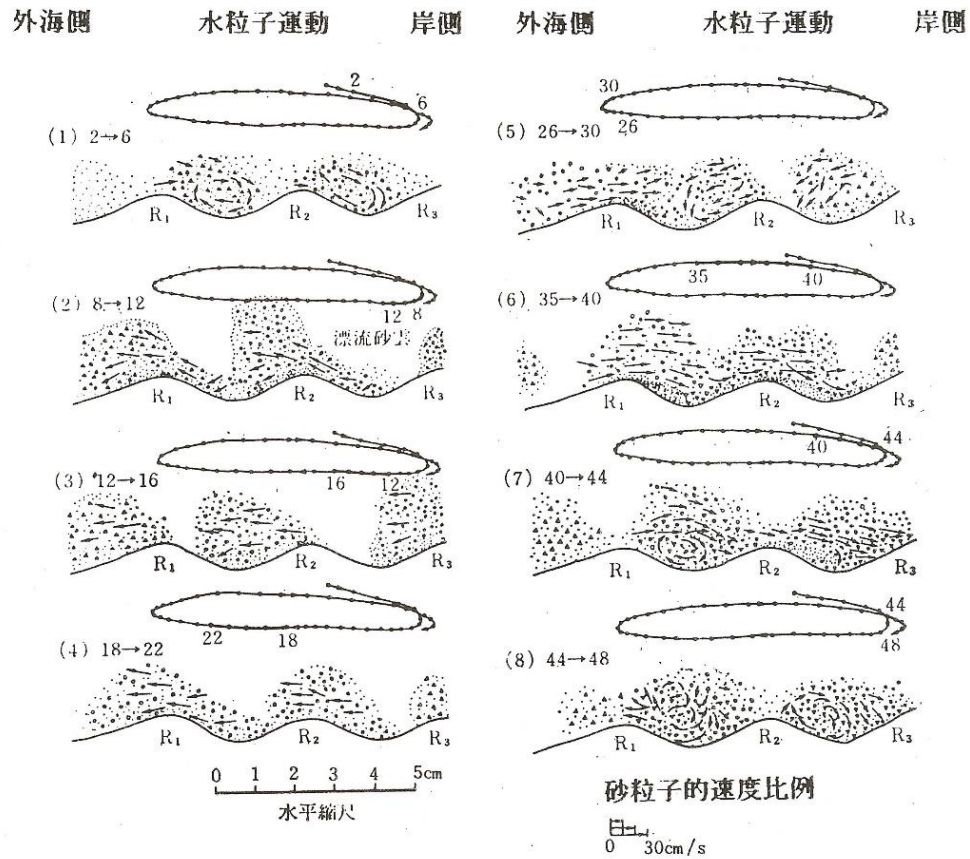 外海側 水粒子運動 岸側
2
6
(1) 2→6
R1 R2 R3
(2) 8→12
12 8
漂流砂雲
R1 R2 R3
(3) 12→16
16 12
R1 R2 R3
(4) 18→22
22 18
R1 R2 R3
0 1 2 3 4 5cm
水平縮尺
外海側 水粒子運動 岸側
30
26
(5) 26→30
R1 R2 R3
35 40
(6) 35→40
R1 R2 R3
40 44
(7) 40→44
R1 R2 R3
44
48
(8) 44→48
R1 R2 R3
砂粒子的速度比例
0 30cm/s